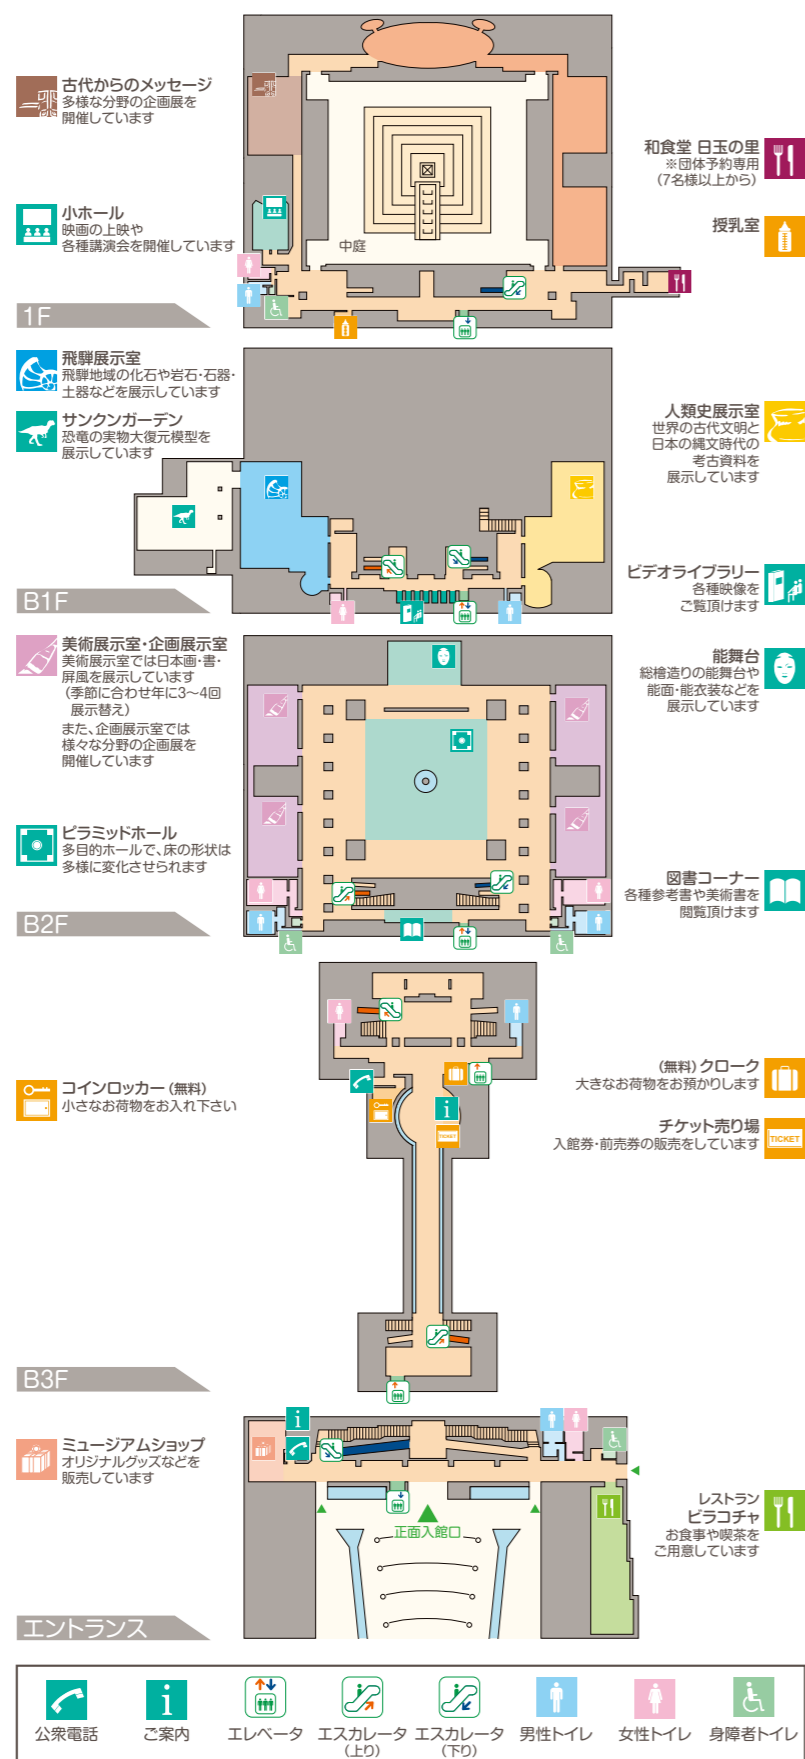 古代からのメッセージ
多様な分野の企画展を
開催しています
和食堂 日玉の里
※団体予約専用
(7名様以上から)
小ホール
映画の上映や
各種講演会を開催しています
授乳室
中庭
1F
飛騨展示室
飛騨地域の化石や岩石・石器・
土器などを展示しています
サンクンガーデン
恐竜の実物大復元模型を
展示しています
人類史展示室
世界の古代文明と
日本の縄文時代の
考古資料を
展示しています
ビデオライブラリー
各種映像を
ご覧頂けます
B1F
美術展示室・企画展示室
美術展示室では日本画・書・
屏風を展示しています
(季節に合わせ年に3〜4回
展示替え)
また、企画展示室では
様々な分野の企画展を
開催しています
能舞台
総檜造りの能舞台や
能面・能衣装などを
展示しています
ピラミッドホール
多目的ホールで、床の形状は
多様に変化させられます
図書コーナー
各種参考書や美術書を
閲覧頂けます
B2F
コインロッカー (無料)
小さなお荷物をお入れ下さい
(無料) クローク
大きなお荷物をお預かりします
チケット売り場
入館券・前売券の販売をしています
TICKET
TICKET
B3F
ミュージアムショップ
オリジナルグッズなどを
販売しています
レストラン
ビラコチャ
お食事や喫茶を
ご用意しています
正面入館口
エントランス
公衆電話
ご案内
エレベータ
エスカレータ
(上り)
エスカレータ
(下り)
男性トイレ
女性トイレ
身障者トイレ